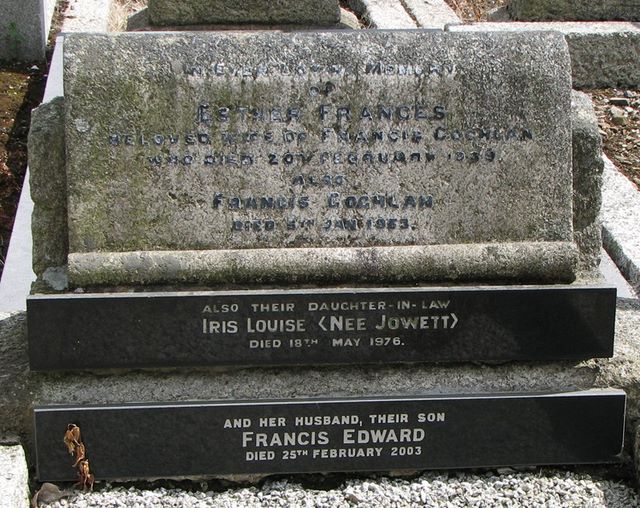 IN EVER LOVING MEMORY
OF
ESTHER FRANCES
BELOVED WIFE OF FRANCIS COGHLAN
WHO DIED 20TH FEBRUARY 1939.
ALSO
FRANCIS COGHLAN
DIED 5TH JAN 1953.
ALSO THEIR DAUGHTER-IN-LAW
IRIS LOUISE <NEE JOWETT>
DIED 18TH MAY 1976.
AND HER HUSBAND, THEIR SON
FRANCIS EDWARD
DIED 25TH FEBRUARY 2003